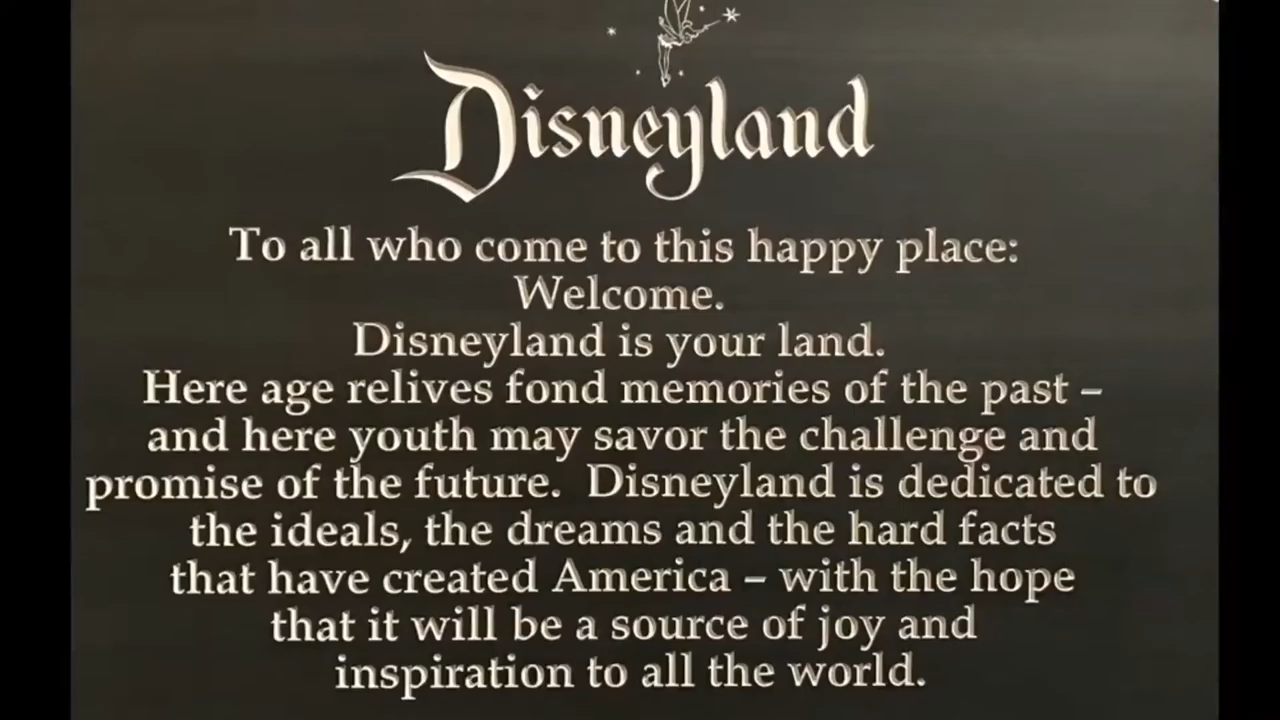 Disneyland
To all who come to this happy place:
Welcome.
Disneyland is your land.
Here age relives fond memories of the past –
and here youth may savor the challenge and
promise of the future.  Disneyland is dedicated to
the ideals, the dreams and the hard facts
that have created America – with the hope
that it will be a source of joy and
inspiration to all the world.